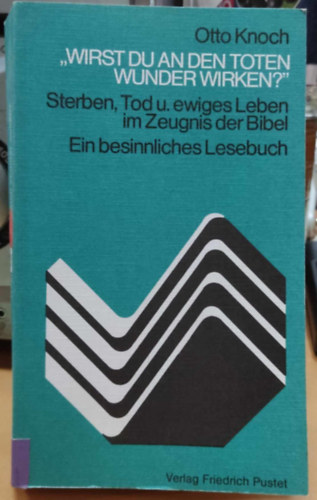 Otto Knoch
„WIRST DU AN DEN TOTEN
WUNDER WIRKEN?"
Sterben, Tod u. ewiges Leben
im Zeugnis der Bibel
Ein besinnliches Lesebuch
Verlag Friedrich Pustet